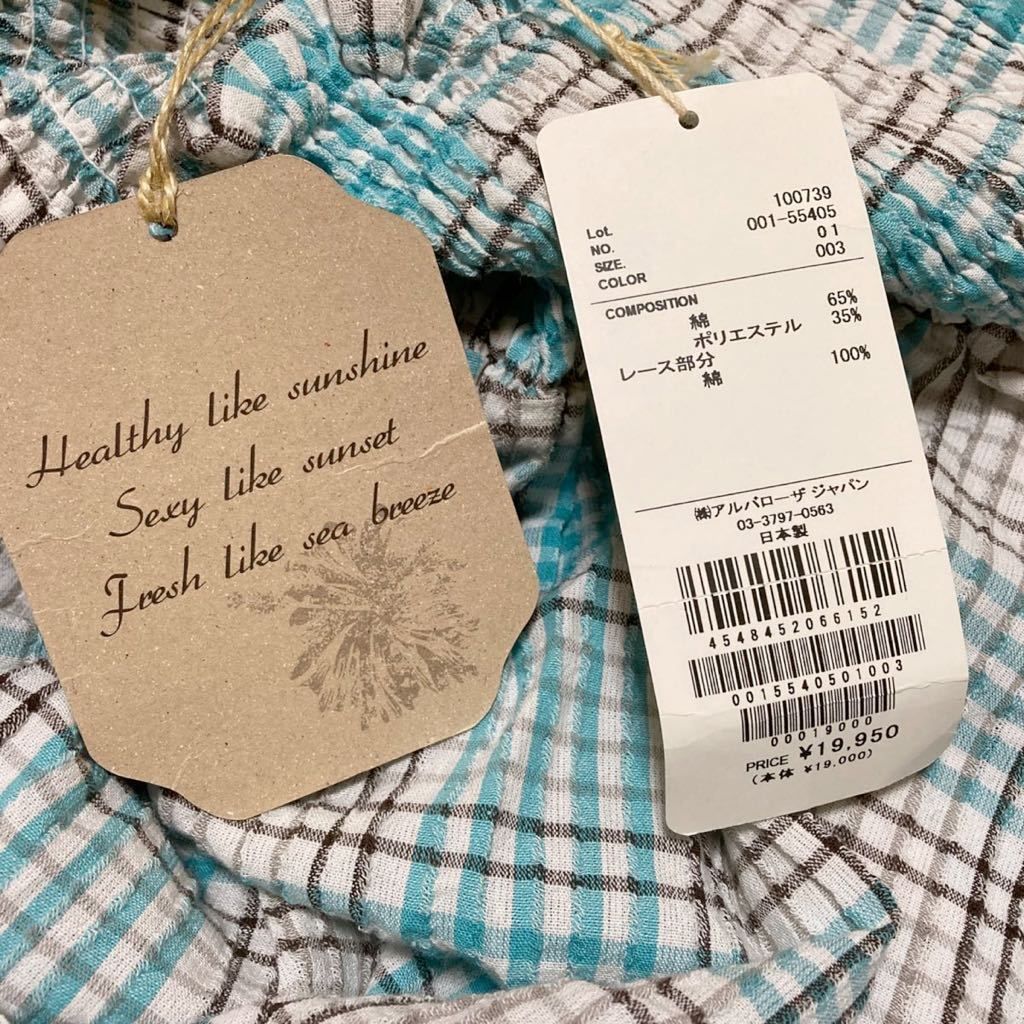 Healthy like sunshine
Sexy like sunset
Fresh like sea breeze
Lot. 100739
NO. 001-55405
SIZE. 01
COLOR 003
COMPOSITION
綿 65%
ポリエステル 35%
レース部分
綿 100%
㈱アルバローザ ジャパン
03-3797-0563
日本製
4548452066152
0015540501003
00019000
PRICE ¥19,950
(本体 ¥19,000)